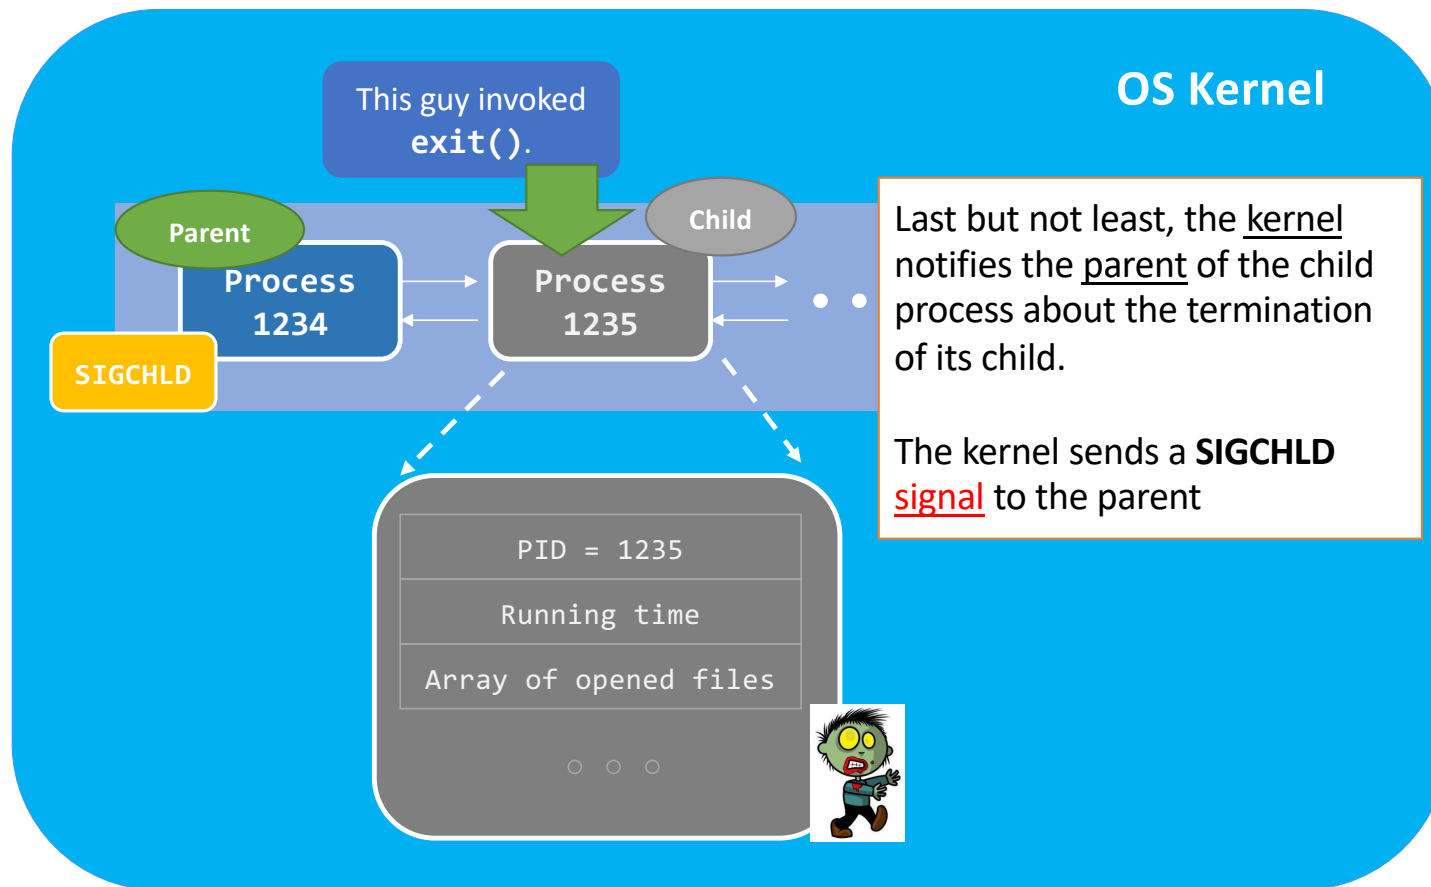 OS Kernel
This guy invoked
exit().
Parent
Child
Process
1234
Process
1235
SIGCHLD
Last but not least, the kernel
notifies the parent of the child
process about the termination
of its child.
The kernel sends a SIGCHLD
signal to the parent
PID = 1235
Running time
Array of opened files